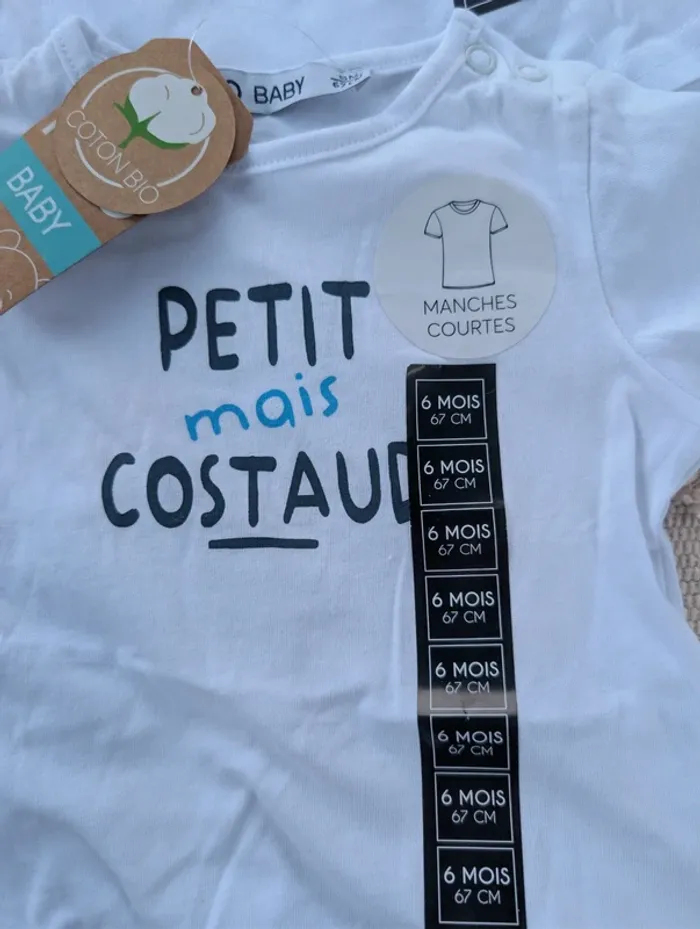 BABY
COTON BIO
BABY
MANCHES
COURTES
PETIT
mais
COSTAUD
6 MOIS
67 CM
6 MOIS
67 CM
6 MOIS
67 CM
6 MOIS
67 CM
6 MOIS
67 CM
6 MOIS
67 CM
6 MOIS
67 CM
6 MOIS
67 CM